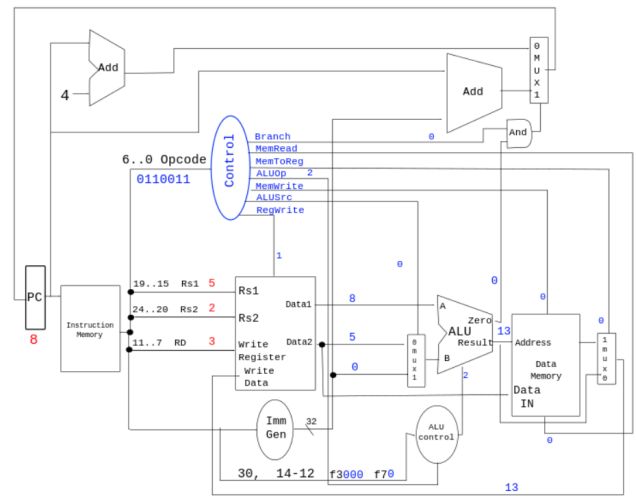 0
M
U
X
1
Add
4
Add
And
Control
Branch
0
MemRead
6..0 Opcode
MemToReg
0110011
ALUOp 2
MemWrite
ALUSrc
RegWrite
1
0
0
0
0
PC
8
Instruction
Memory
19..15 Rs1 5
24..20 Rs2 2
11..7 RD 3
Rs1
Rs2
Write
Register
Write
Data
Data1
Data2
8
5
0
0
m
u
x
1
A
B
ALU
Zero
Result
13
2
Address
Data
Memory
Data
IN
0
1
m
u
x
0
Imm
Gen
32
ALU
control
30, 14-12 f3000 f70
13